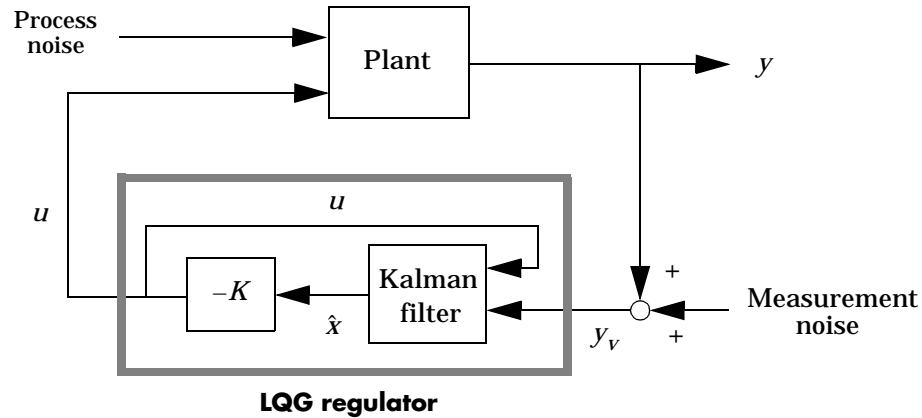 Process
noise
Plant
y
u
u
–K
Kalman
filter
x̂
y_v
+
+
Measurement
noise
LQG regulator